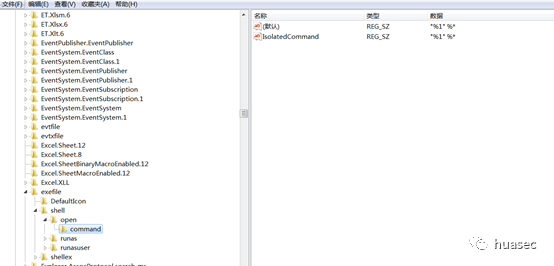 文件(F) 编辑(E) 查看(V) 收藏夹(A) 帮助(H)
ET.Xlsm.6
ET.Xlsx.6
ET.Xlt.6
EventPublisher.EventPublisher
EventSystem.EventClass
EventSystem.EventClass.1
EventSystem.EventPublisher
EventSystem.EventPublisher.1
EventSystem.EventSubscription
EventSystem.EventSubscription.1
EventSystem.EventSystem
EventSystem.EventSystem.1
evtfile
evtxfile
Excel.Sheet.12
Excel.Sheet.8
Excel.SheetBinaryMacroEnabled.12
Excel.SheetMacroEnabled.12
Excel.XLL
exefile
DefaultIcon
shell
open
command
runas
runasuser
shellex
名称 类型 数据
(默认) REG_SZ "%1" %*
IsolatedCommand REG_SZ "%1" %*
huasec